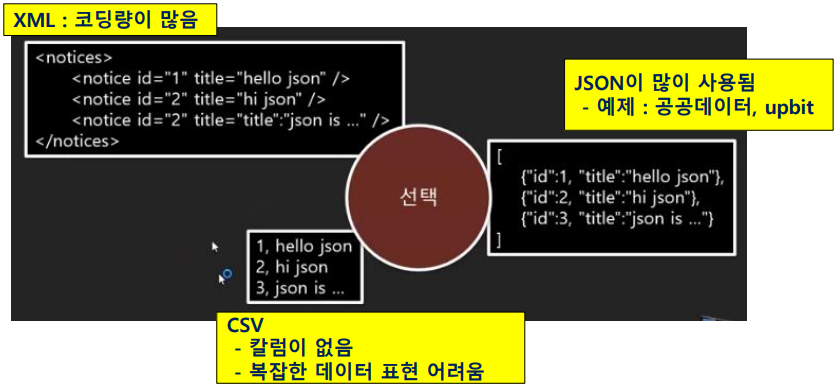 XML : 코딩량이 많음
<notices>
<notice id="1" title="hello json" />
<notice id="2" title="hi json" />
<notice id="2" title="title":"json is ..." />
</notices>
JSON이 많이 사용됨
- 예제 : 공공데이터, upbit
선택
[
{"id":1, "title":"hello json"},
{"id":2, "title":"hi json"},
{"id":3, "title":"json is ..."}
]
1, hello json
2, hi json
3, json is ...
CSV
- 칼럼이 없음
- 복잡한 데이터 표현 어려움